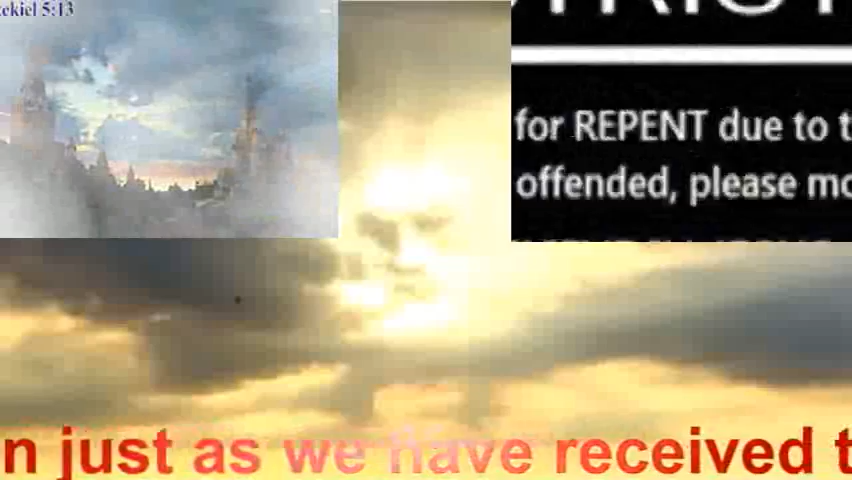 ekiel 5:13
for REPENT due to t
offended, please mo
n just as we have received t